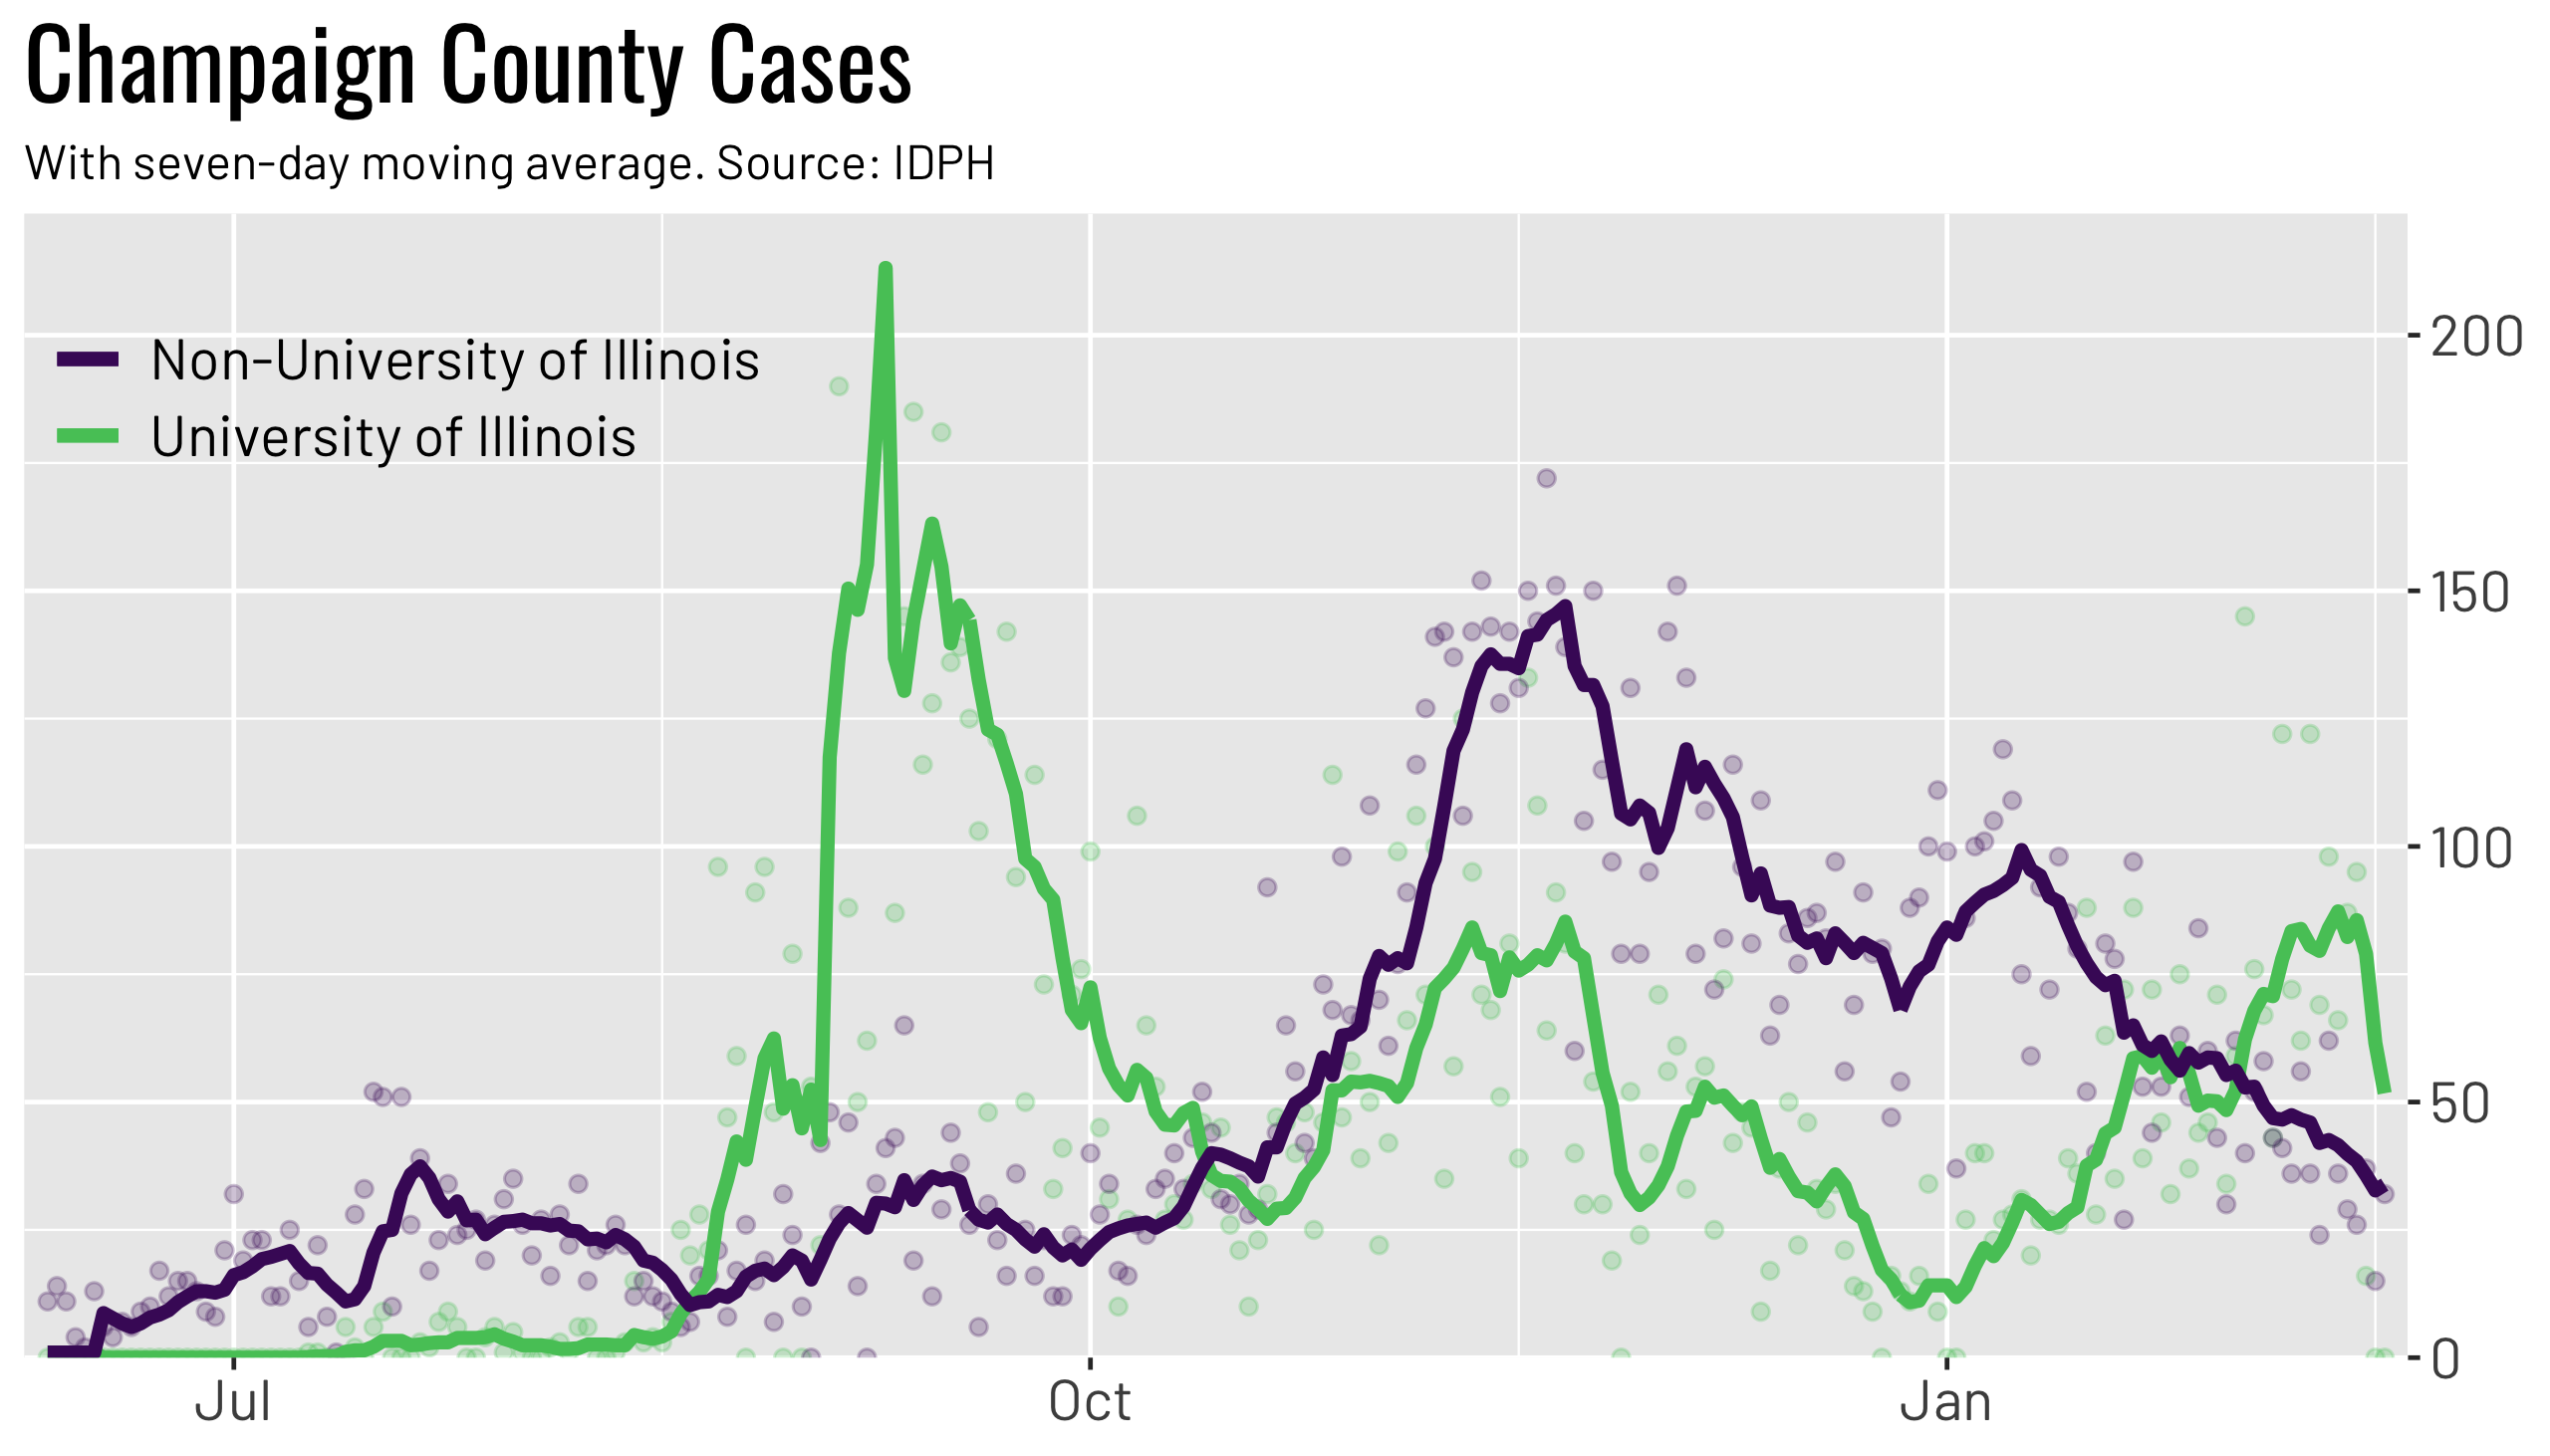 Champaign County Cases
With seven-day moving average. Source: IDPH
Non-University of Illinois
University of Illinois
200
150
100
50
0
Jul Oct Jan